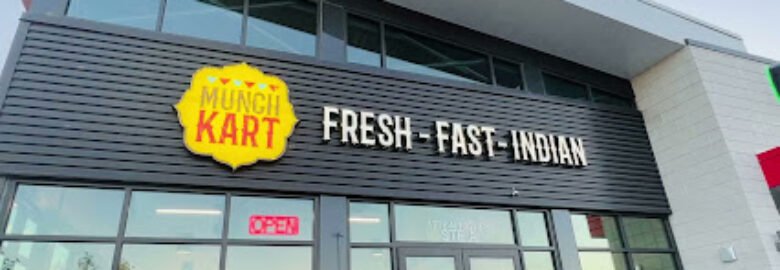 MUNCH
KART
FRESH - FAST - INDIAN
OPEN